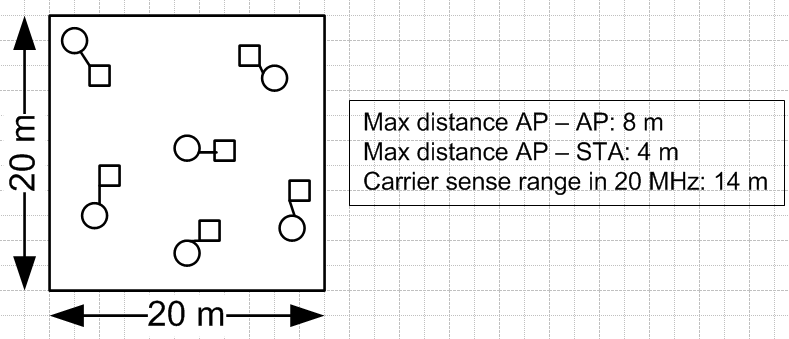 20 m
Max distance AP – AP: 8 m
Max distance AP – STA: 4 m
Carrier sense range in 20 MHz: 14 m
20 m